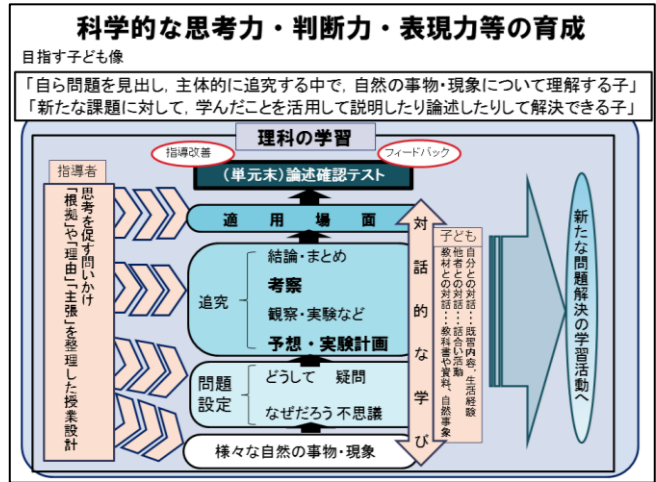 科学的な思考力・判断力・表現力等の育成
目指す子ども像
「自ら問題を見出し，主体的に追究する中で，自然の事物・現象について理解する子」
「新たな課題に対して，学んだことを活用して説明したり論述したりして解決できる子」
理科の学習
指導改善
フィードバック
（単元末）論述確認テスト
指導者
思考を促す問いかけ
「根拠」や「理由」「主張」を整理した授業設計
適用場面
追究
結論・まとめ
考察
観察・実験など
予想・実験計画
問題
設定
どうして 疑問
なぜだろう 不思議
様々な自然の事物・現象
対話的な学び
子ども
自分との対話・・・既習内容、生活経験
他者との対話・・・話合い活動
教材との対話・・・教科書や資料、自然事象
新たな問題解決の学習活動へ